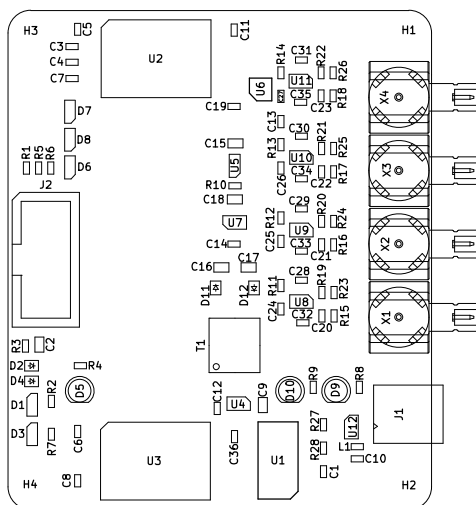 H3
C5
C3
C4
C7
U2
C11
H1
R14
C31
R22
R26
U6
U11
C35
C23
R18
X4
D7
C19
D8
C13
C30
R21
R25
R1
R5
R6
D6
C15
R13
U10
U5
C26
C34
C22
R17
X3
J2
R10
C18
C29
R20
R24
R12
U7
U9
C14
C25
C33
C21
R16
X2
C16
C17
C28
R19
R23
R11
D11
D12
U8
C24
C32
C20
R15
X1
R3
C2
T1
D2
D4
R4
D5
R2
D1
C12
U4
C9
D10
R9
D9
R8
J1
D3
R7
C6
C36
U1
R27
U12
R28
L1
C10
U3
C1
C8
H4
H2